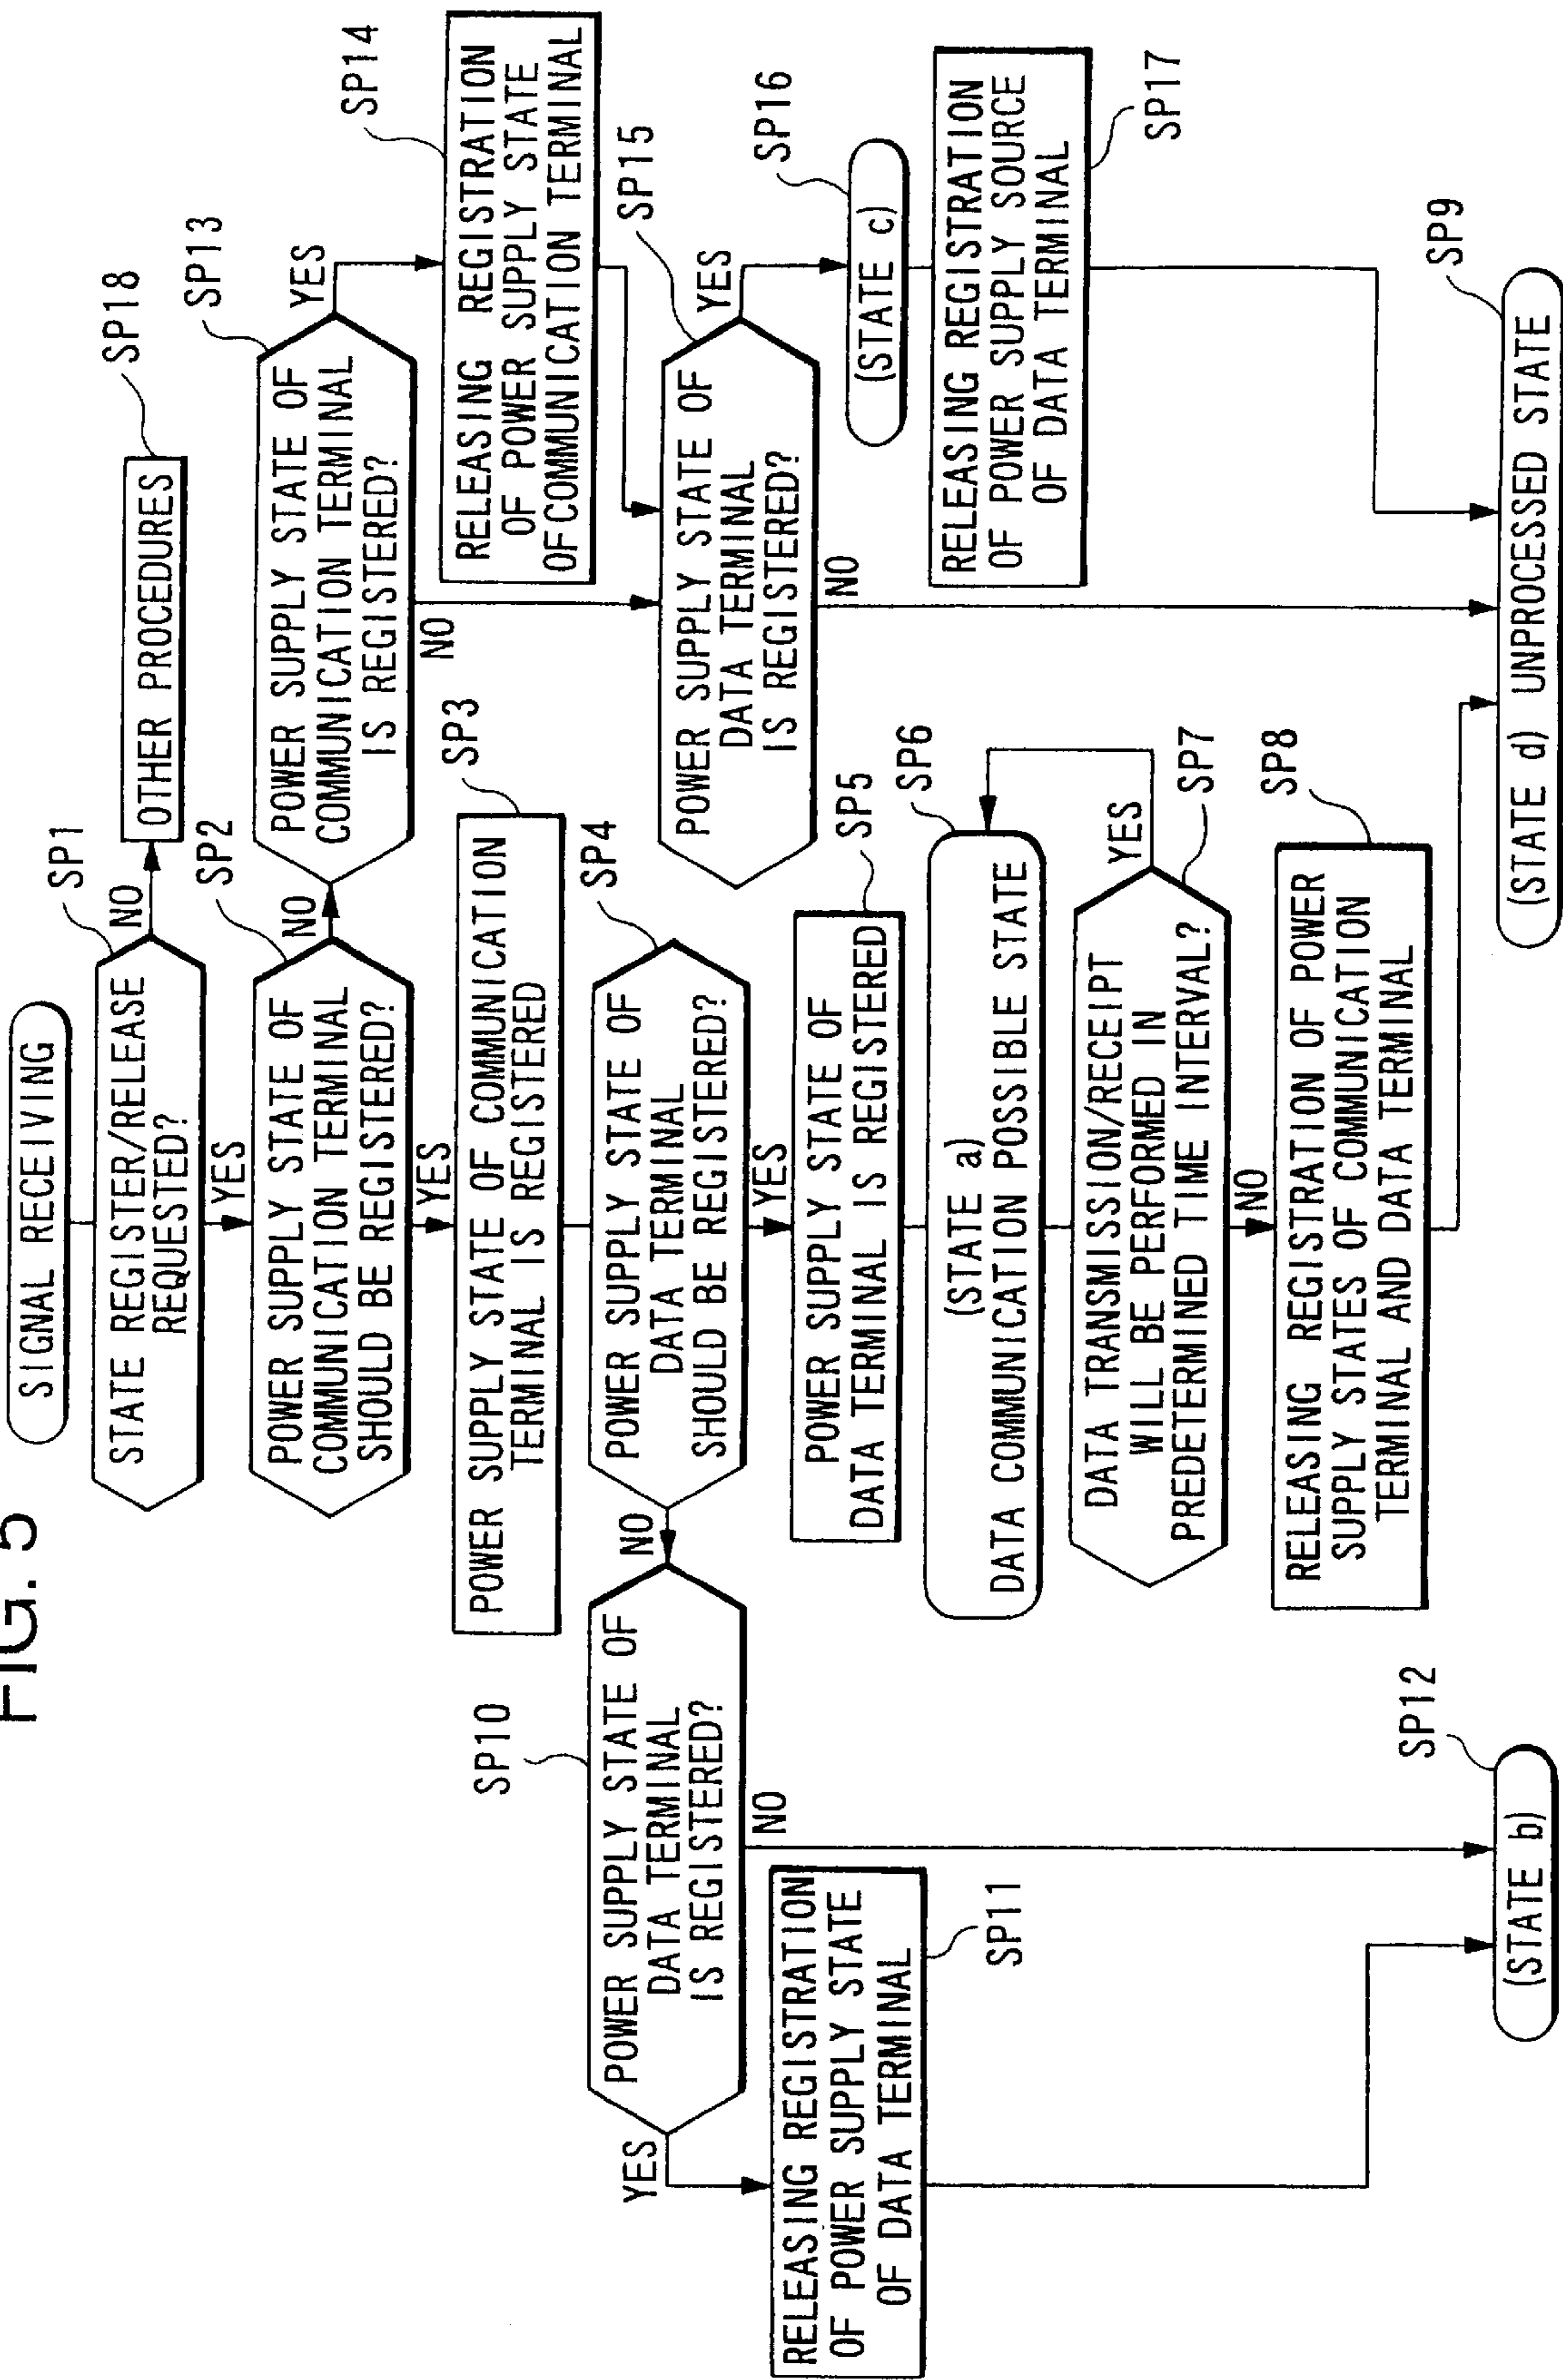 FIG. 5
SIGNAL RECEIVING
SP1
STATE REGISTER/RELEASE
REQUESTED?
NO
SP18
OTHER PROCEDURES
YES
SP2
POWER SUPPLY STATE OF
COMMUNICATION TERMINAL
SHOULD BE REGISTERED?
NO
SP13
POWER SUPPLY STATE OF
COMMUNICATION TERMINAL
IS REGISTERED?
YES
NO
SP14
RELEASING REGISTRATION
OF POWER SUPPLY STATE
OF COMMUNICATION TERMINAL
YES
SP3
POWER SUPPLY STATE OF COMMUNICATION
TERMINAL IS REGISTERED
SP4
POWER SUPPLY STATE OF
DATA TERMINAL
SHOULD BE REGISTERED?
NO
YES
SP10
POWER SUPPLY STATE OF
DATA TERMINAL
IS REGISTERED?
YES
NO
SP11
RELEASING REGISTRATION
OF POWER SUPPLY STATE
OF DATA TERMINAL
SP12
(STATE b)
SP5
POWER SUPPLY STATE OF
DATA TERMINAL IS REGISTERED
SP6
(STATE a)
DATA COMMUNICATION POSSIBLE STATE
SP7
DATA TRANSMISSION/RECEIPT
WILL BE PERFORMED IN
PREDETERMINED TIME INTERVAL?
YES
NO
SP8
RELEASING REGISTRATION OF POWER
SUPPLY STATES OF COMMUNICATION
TERMINAL AND DATA TERMINAL
SP15
POWER SUPPLY STATE OF
DATA TERMINAL
IS REGISTERED?
YES
NO
SP16
(STATE c)
RELEASING REGISTRATION
OF POWER SUPPLY SOURCE
OF DATA TERMINAL
SP17
SP9
(STATE d) UNPROCESSED STATE